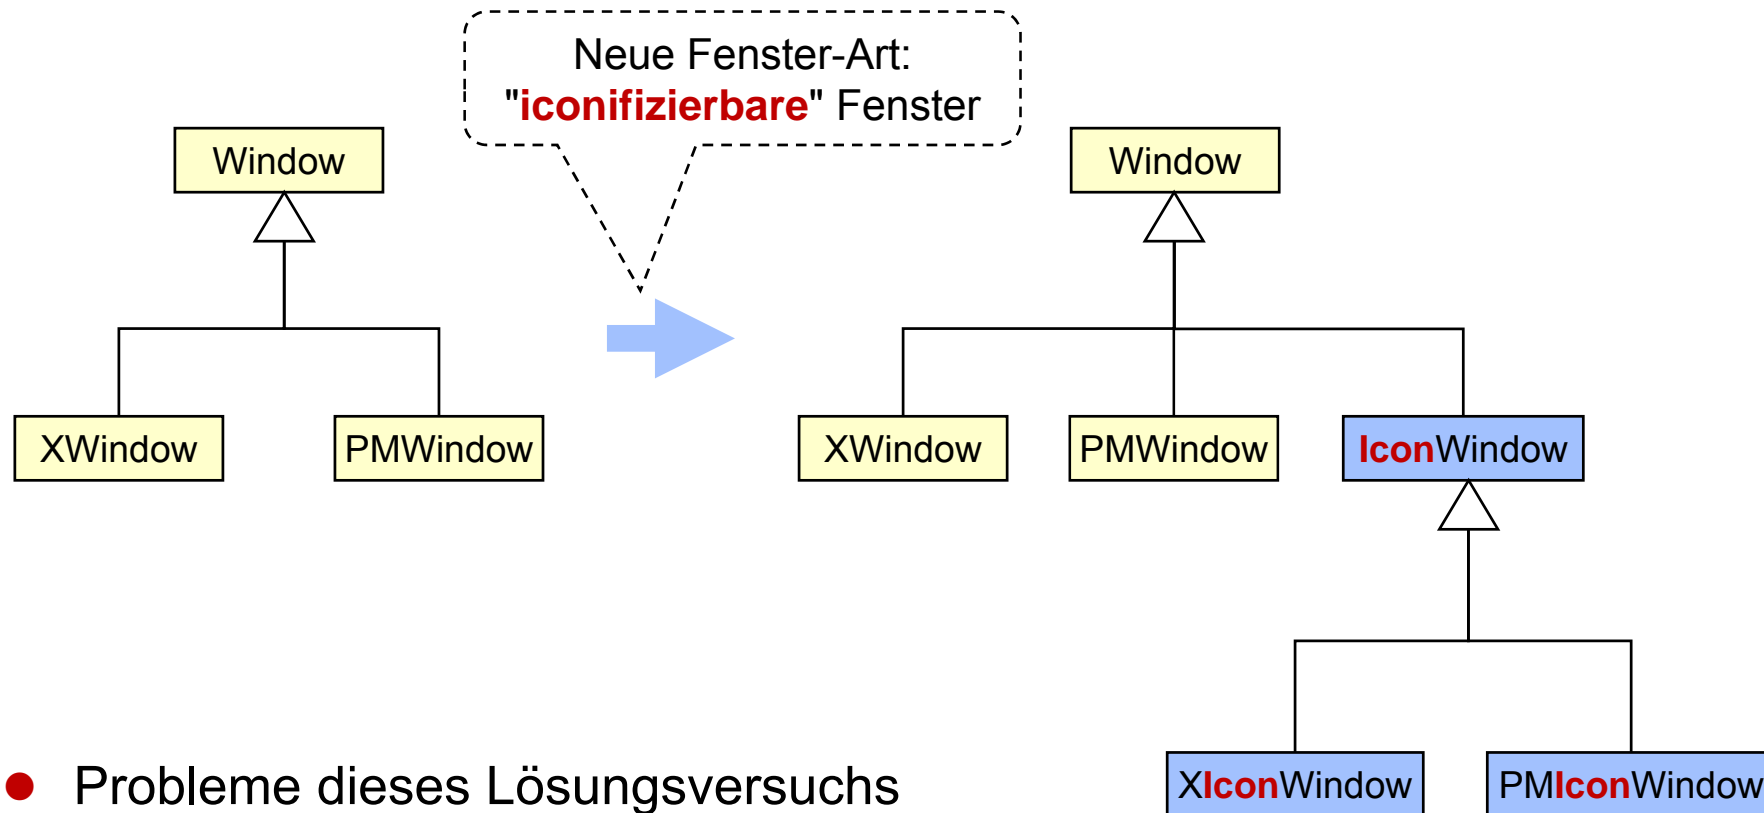 Neue Fenster-Art:
"iconifizierbare" Fenster
Window
Window
XWindow
PMWindow
XWindow
PMWindow
IconWindow
XIconWindow
PMIconWindow
● Probleme dieses Lösungsversuchs